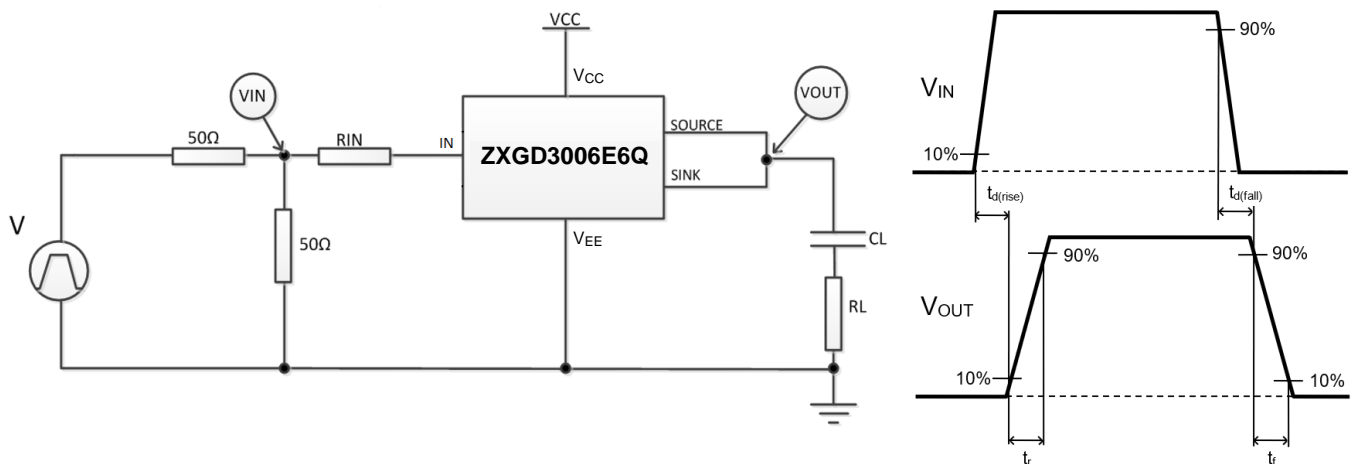 VCC
VCC
VIN
VOUT
50Ω
RIN
IN
ZXGD3006E6Q
SOURCE
SINK
V
50Ω
VEE
CL
RL
90%
VIN
10%
td(rise)
td(fall)
90%
90%
VOUT
10%
10%
tr
tf